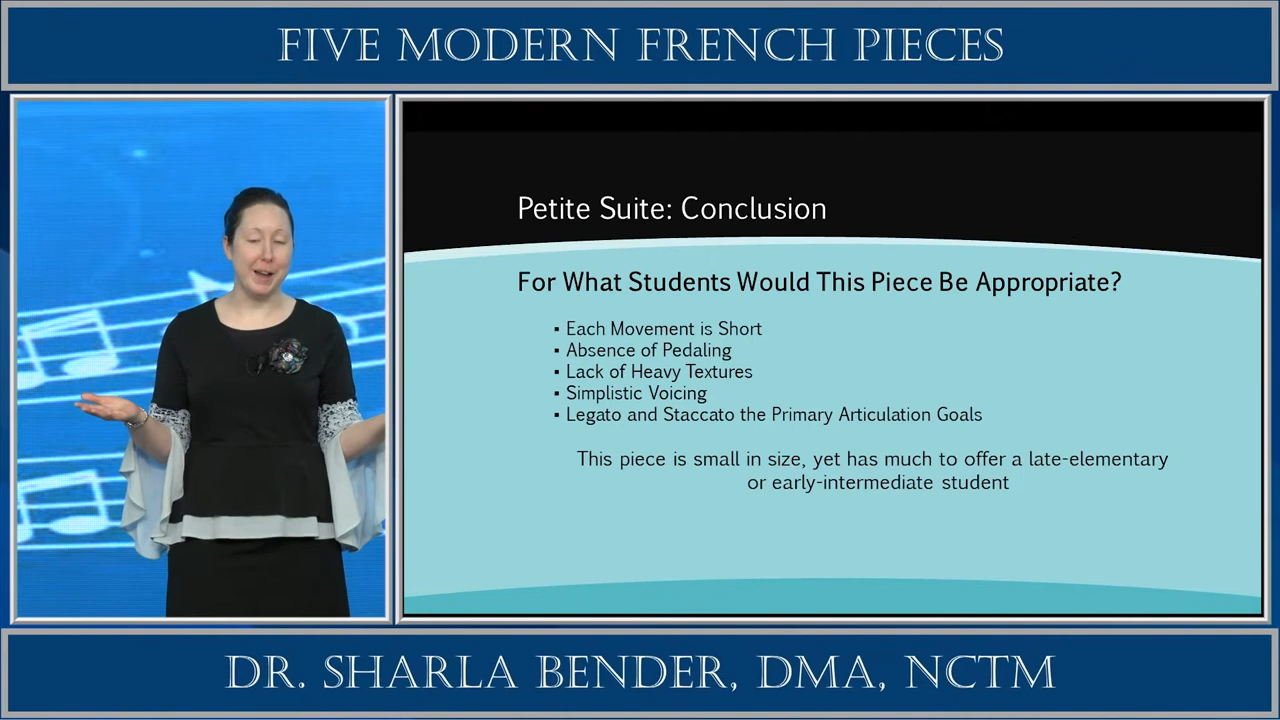 FIVE MODERN FRENCH PIECES
Petite Suite: Conclusion
For What Students Would This Piece Be Appropriate?
▪ Each Movement is Short
▪ Absence of Pedaling
▪ Lack of Heavy Textures
▪ Simplistic Voicing
▪ Legato and Staccato the Primary Articulation Goals
This piece is small in size, yet has much to offer a late-elementary
or early-intermediate student
DR. SHARLA BENDER, DMA, NCTM